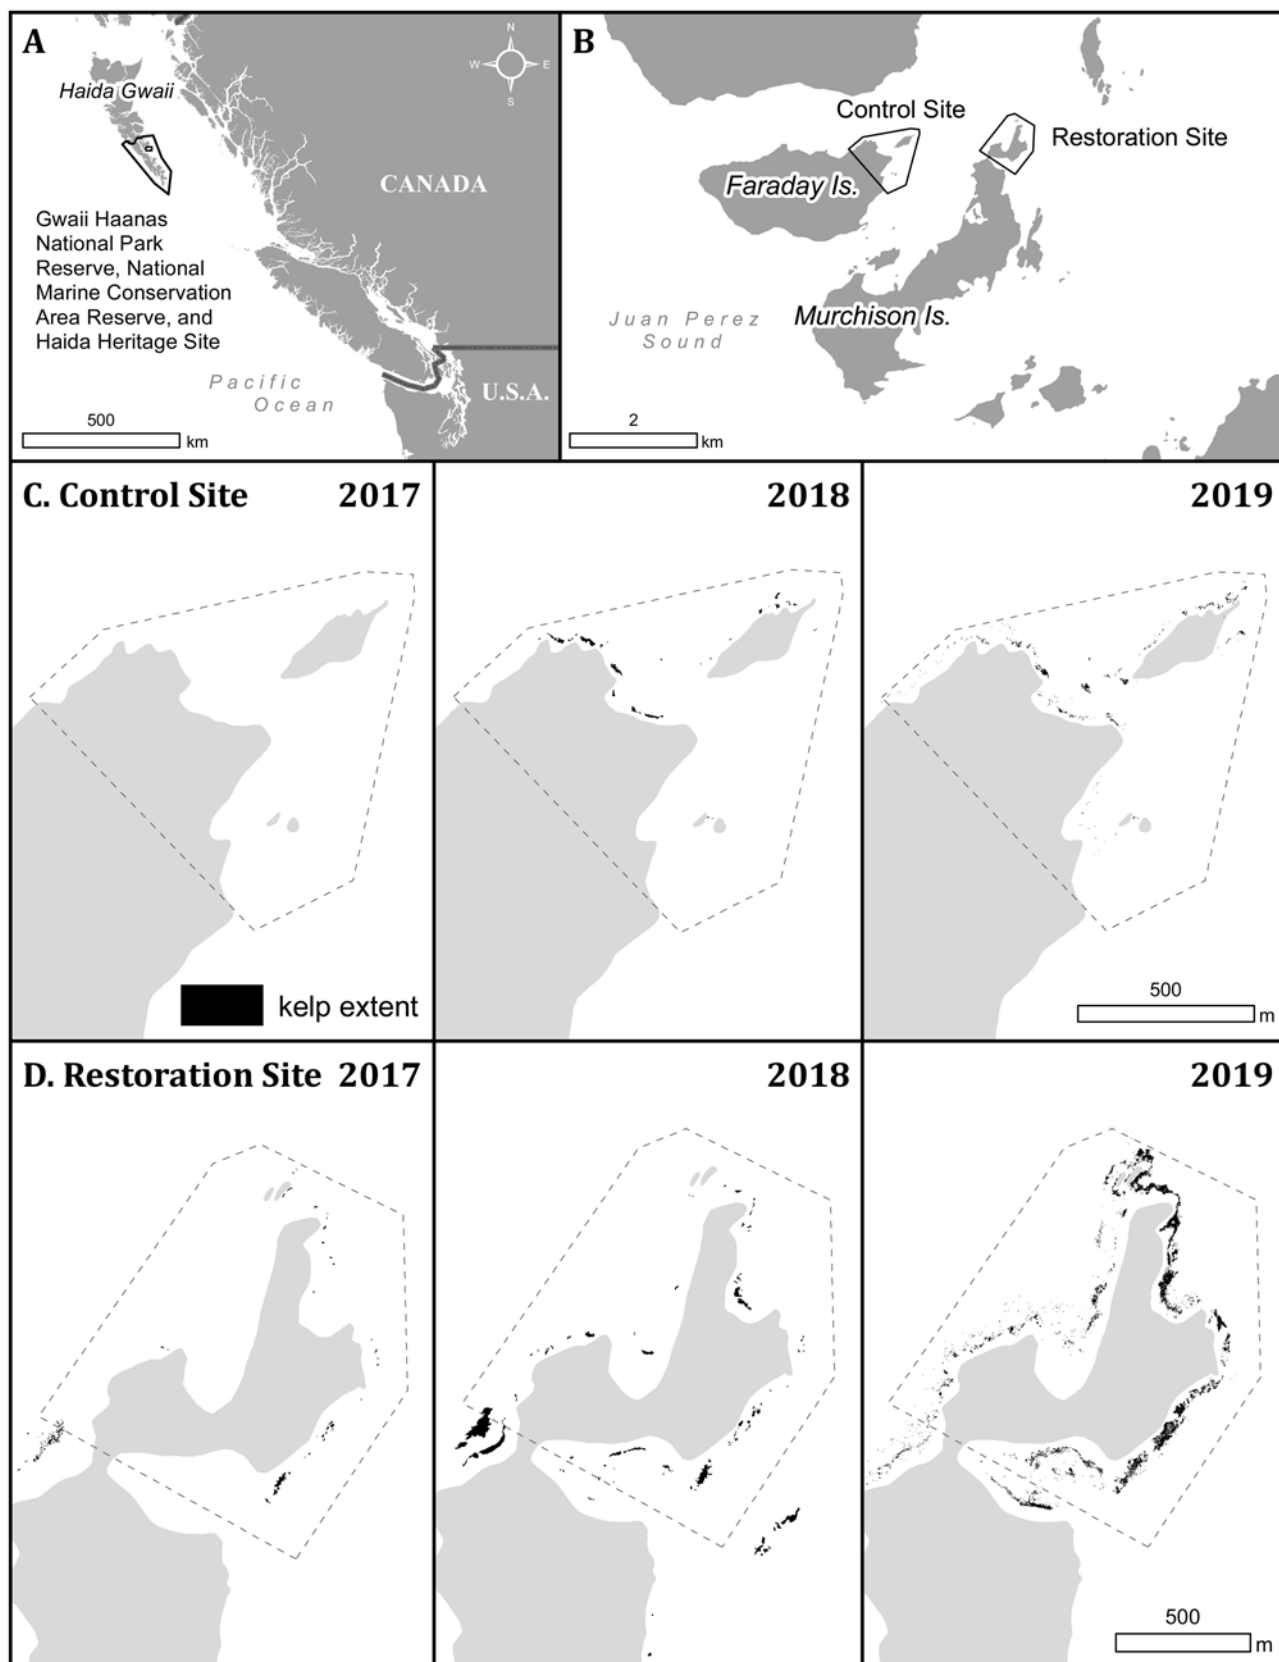 A
N
W
E
S
Haida Gwaii
CANADA
Gwaii Haanas
National Park
Reserve, National
Marine Conservation
Area Reserve, and
Haida Heritage Site
Pacific
Ocean
U.S.A.
500
km
B
Control Site
Restoration Site
Faraday Is.
Murchison Is.
Juan Perez
Sound
2
km
C. Control Site 2017
2018
2019
kelp extent
500
m
D. Restoration Site 2017
2018
2019
500
m